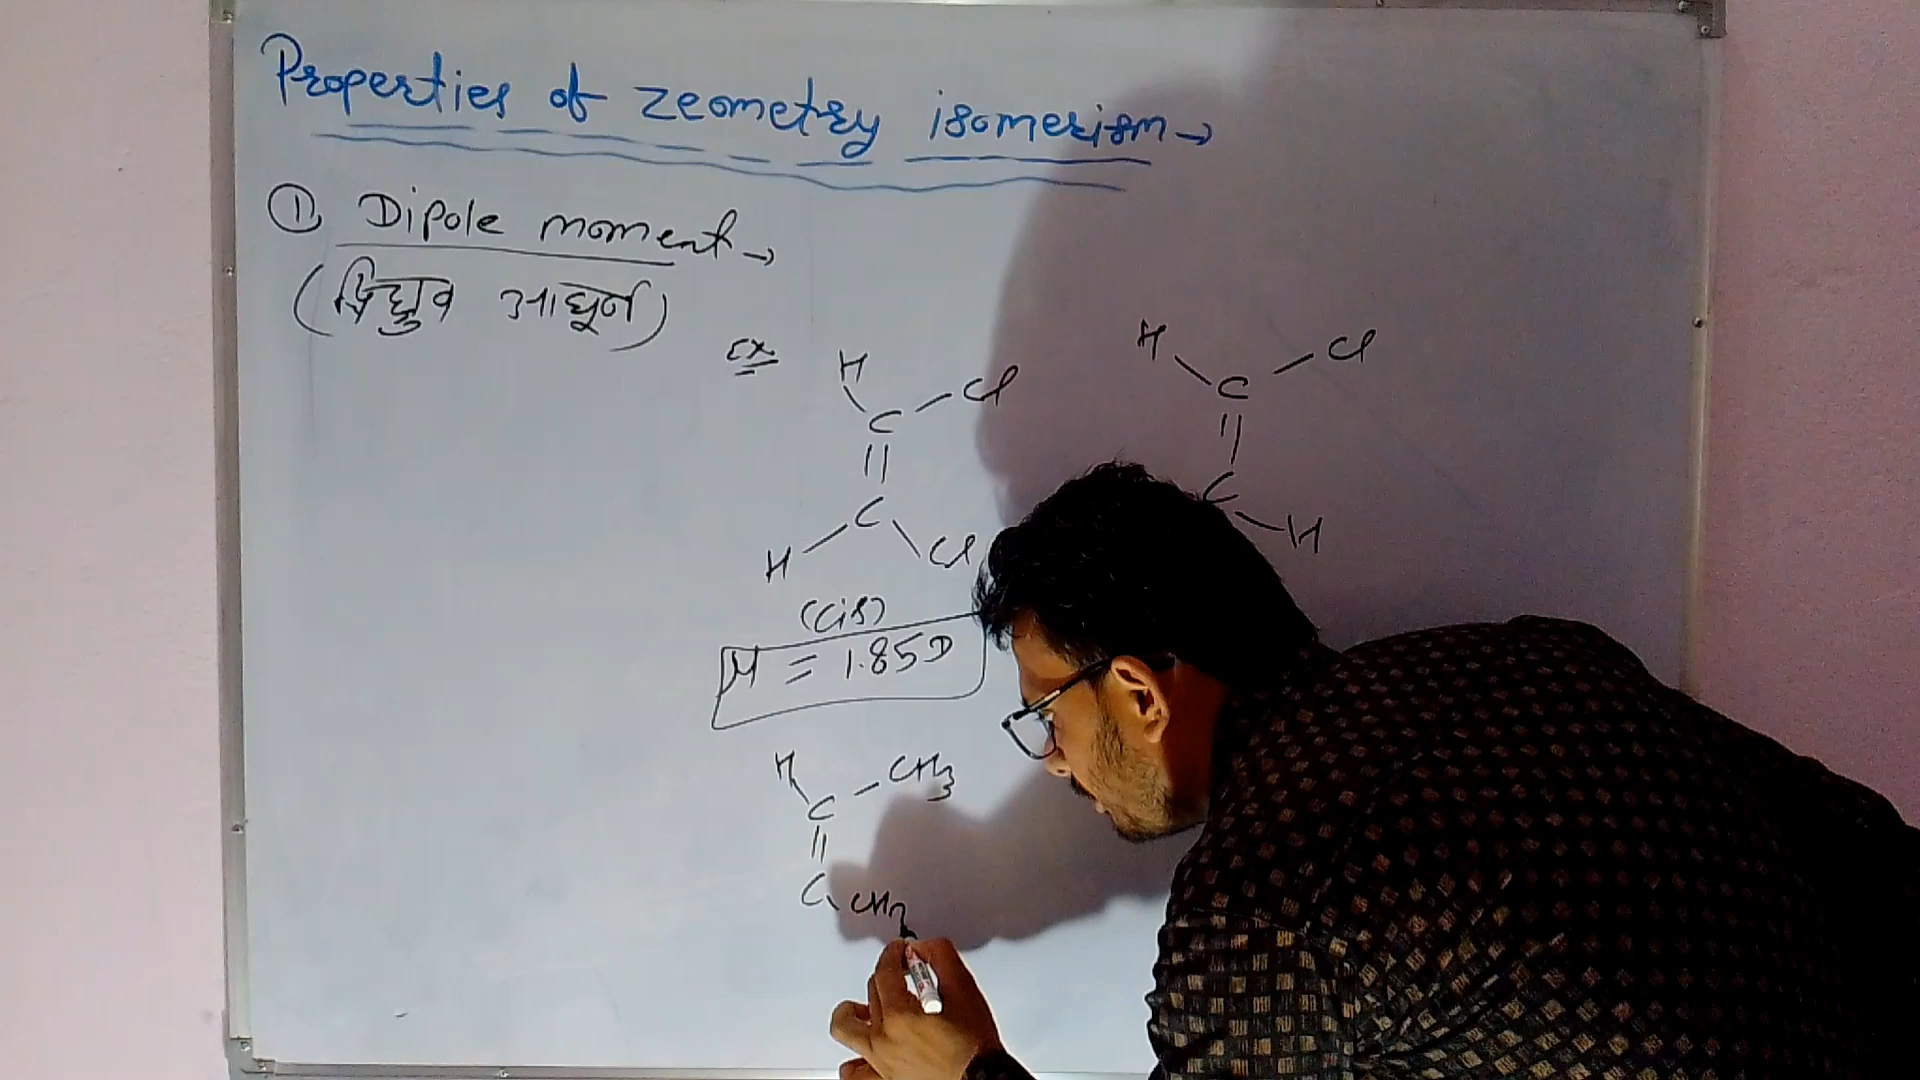 Properties of Zeometry isomerism→
① Dipole moment→
(द्विध्रुव आघूर्ण)
Ex.
H
Cl
C
||
C
H
Cl
(cis)
μ = 1.85D
H
Cl
C
||
C
H
H
CH3
C
||
C
CH3